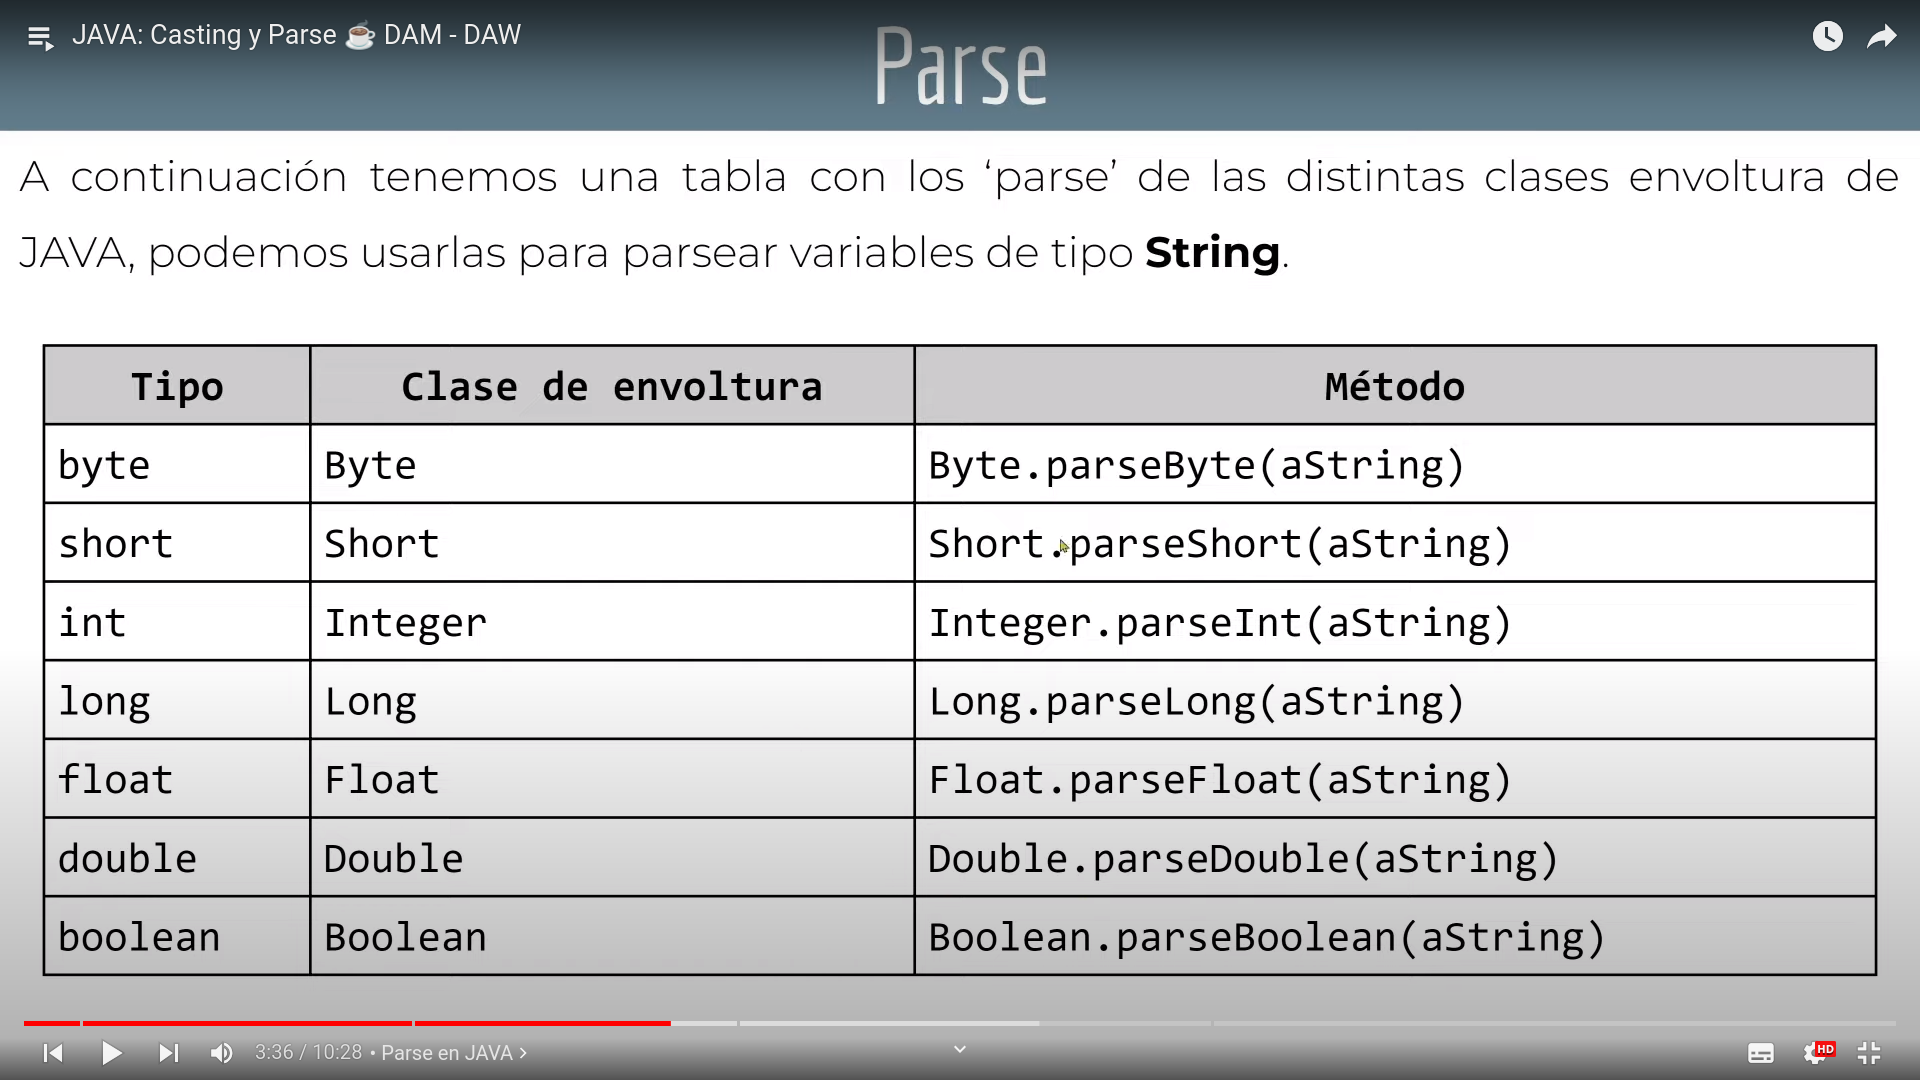 JAVA: Casting y Parse ☕ DAM - DAW
Parse
A continuación tenemos una tabla con los ‘parse’ de las distintas clases envoltura de
JAVA, podemos usarlas para parsear variables de tipo String.
Tipo Clase de envoltura Método
byte Byte Byte.parseByte(aString)
short Short Short.parseShort(aString)
int Integer Integer.parseInt(aString)
long Long Long.parseLong(aString)
float Float Float.parseFloat(aString)
double Double Double.parseDouble(aString)
boolean Boolean Boolean.parseBoolean(aString)
3:36 / 10:28 • Parse en JAVA >
HD